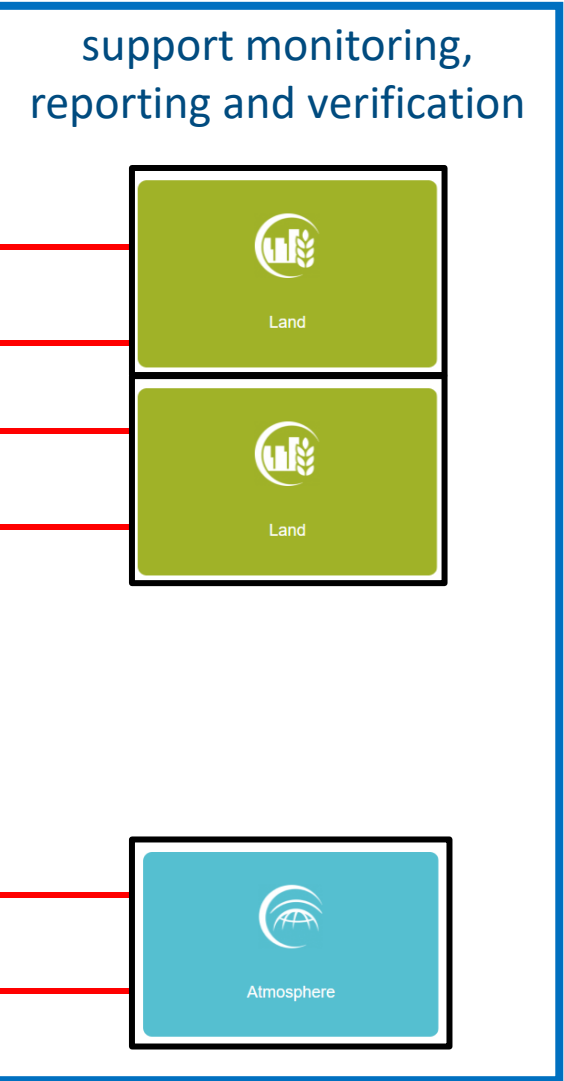 support monitoring,
reporting and verification
Land
Land
Atmosphere